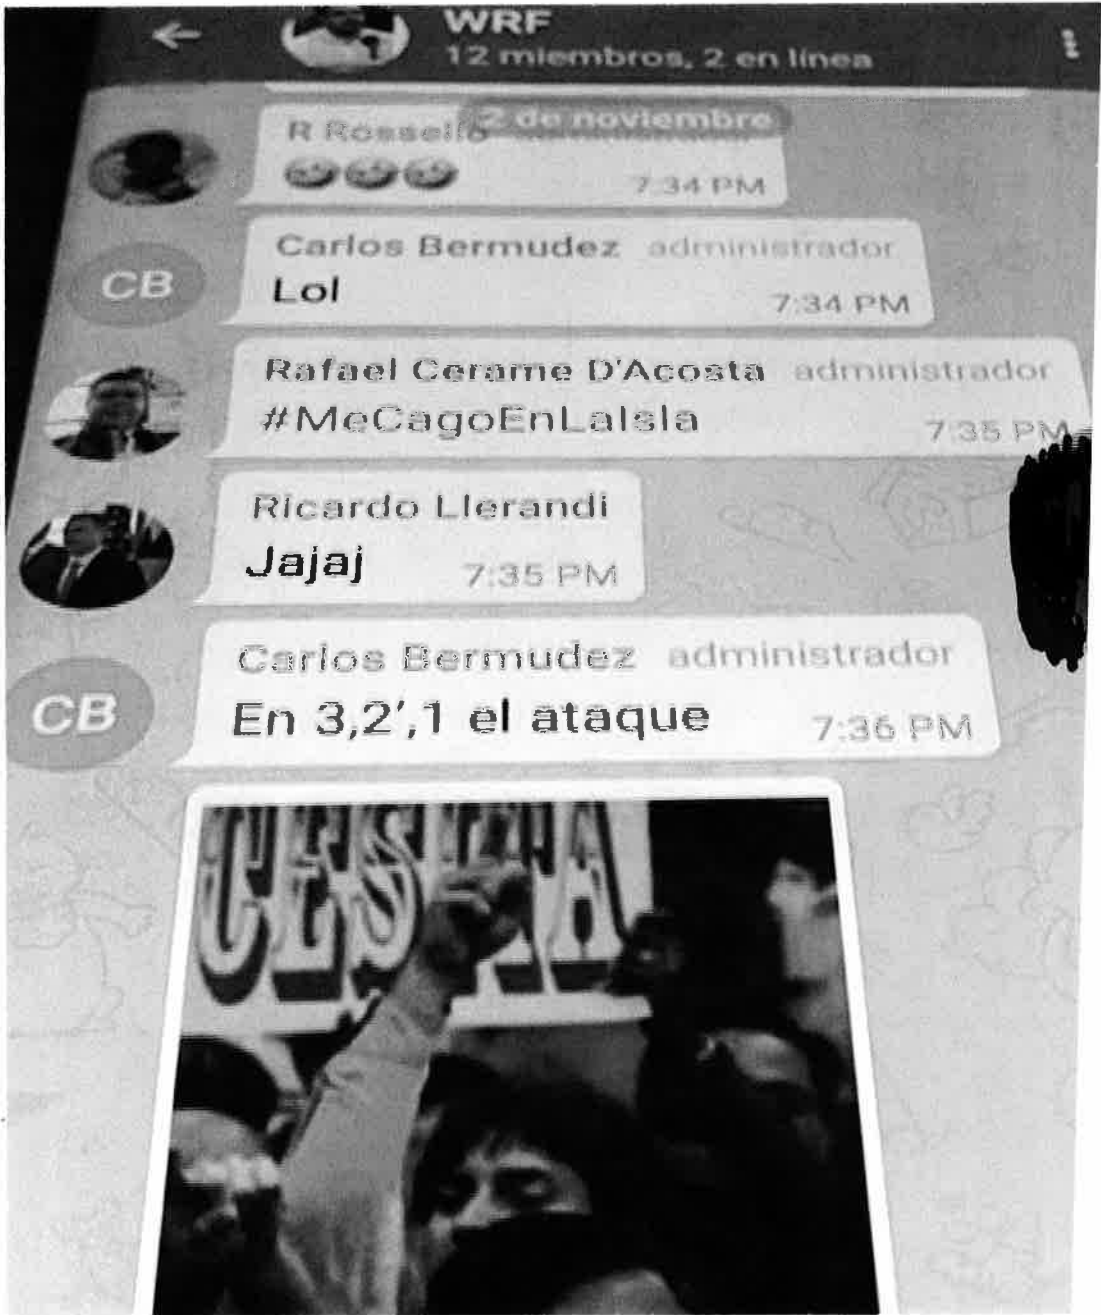 WRF
12 miembros, 2 en línea
2 de noviembre
R Rossello
7:34 PM
CB
Carlos Bermudez administrador
Lol
7:34 PM
Rafael Cerame D'Acosta administrador
#MeCagoEnLaIsla
7:35 PM
Ricardo Llerandi
Jajaj
7:35 PM
CB
Carlos Bermudez administrador
En 3,2',1 el ataque
7:36 PM